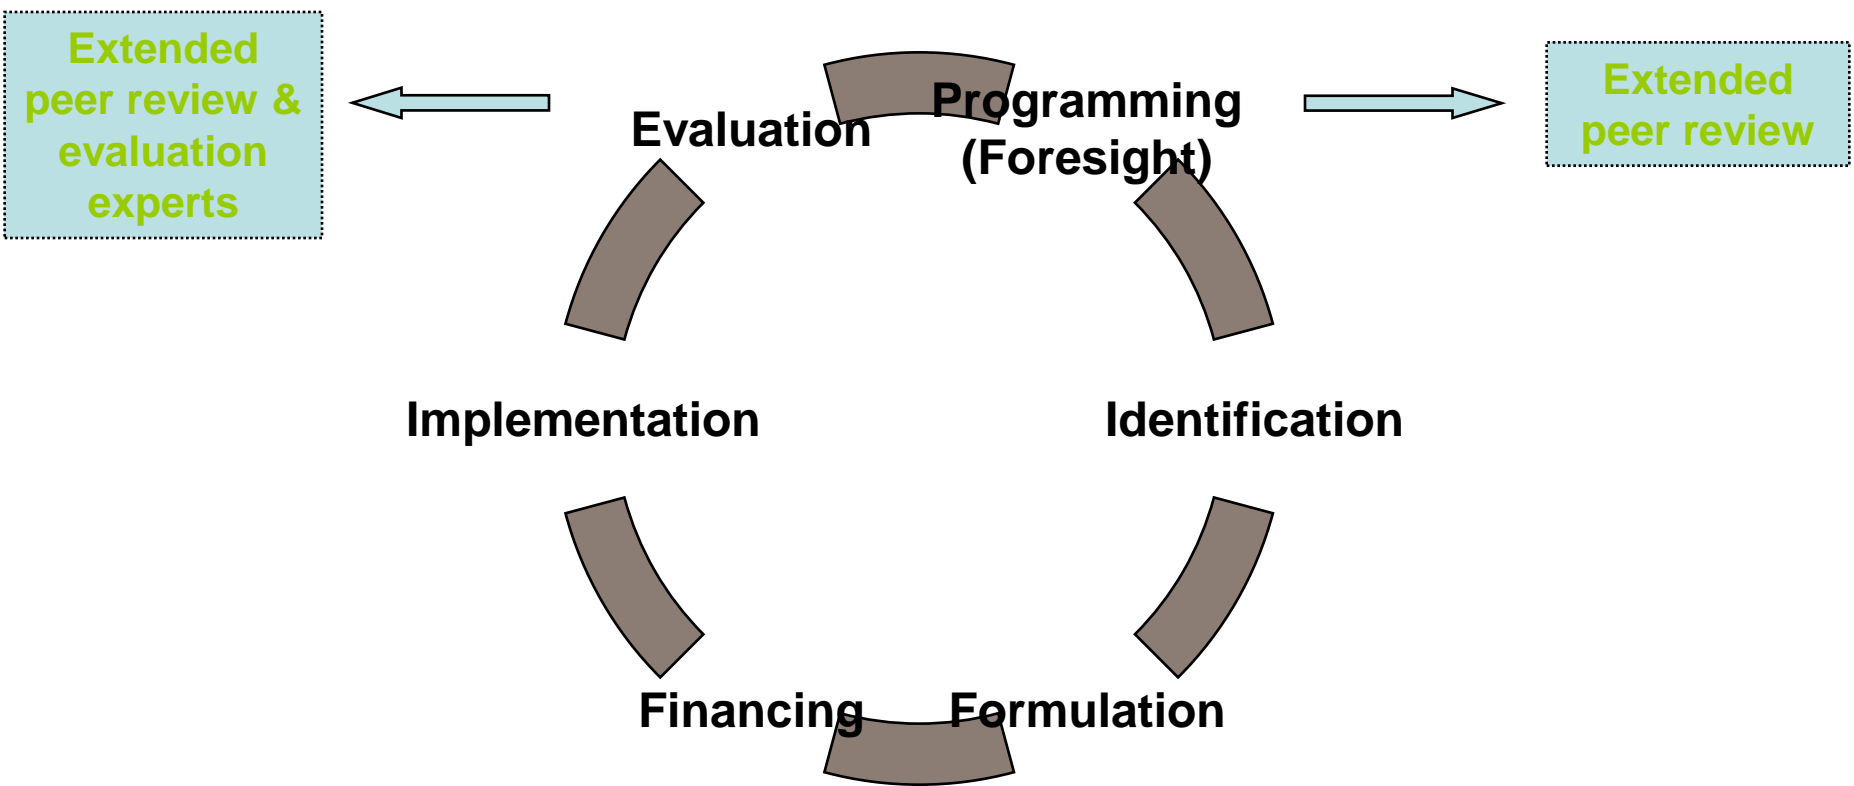 Extended
peer review &
evaluation
experts
Evaluation
Programming
(Foresight)
Extended
peer review
Implementation
Identification
Financing
Formulation